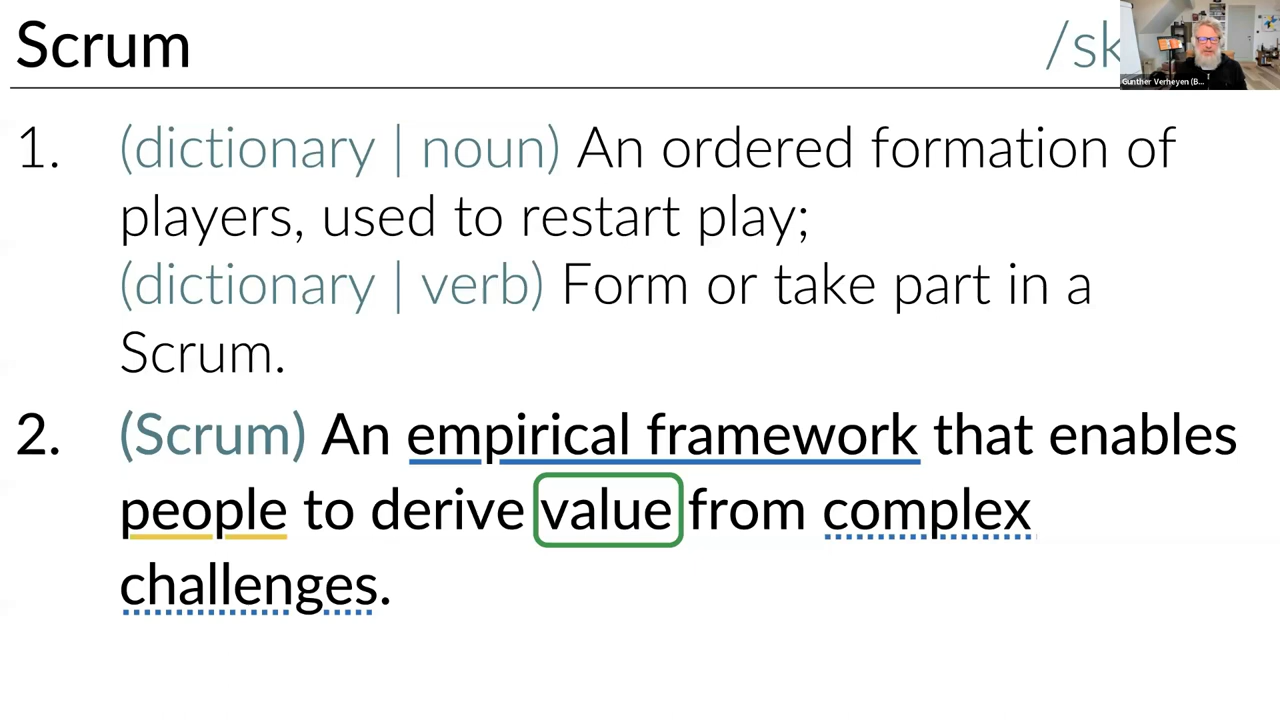 Scrum /sk
Gunther Verheyen (B...
1. (dictionary | noun) An ordered formation of
players, used to restart play;
(dictionary | verb) Form or take part in a
Scrum.
2. (Scrum) An empirical framework that enables
people to derive value from complex
challenges.